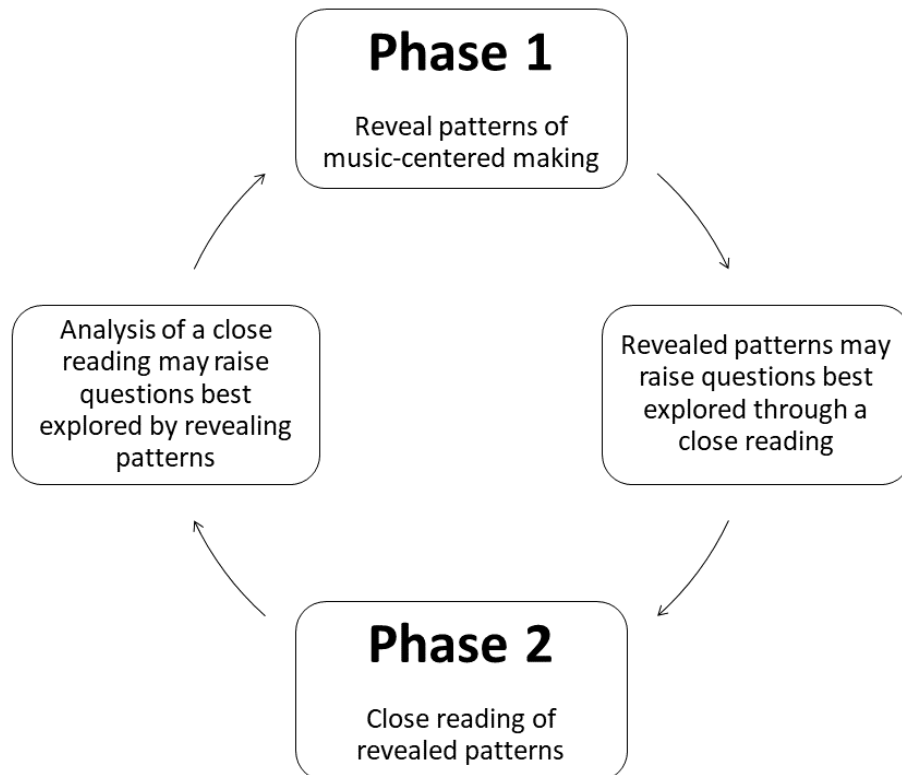 Phase 1
Reveal patterns of
music-centered making
Revealed patterns may
raise questions best
explored through a
close reading
Phase 2
Close reading of
revealed patterns
Analysis of a close
reading may raise
questions best
explored by revealing
patterns